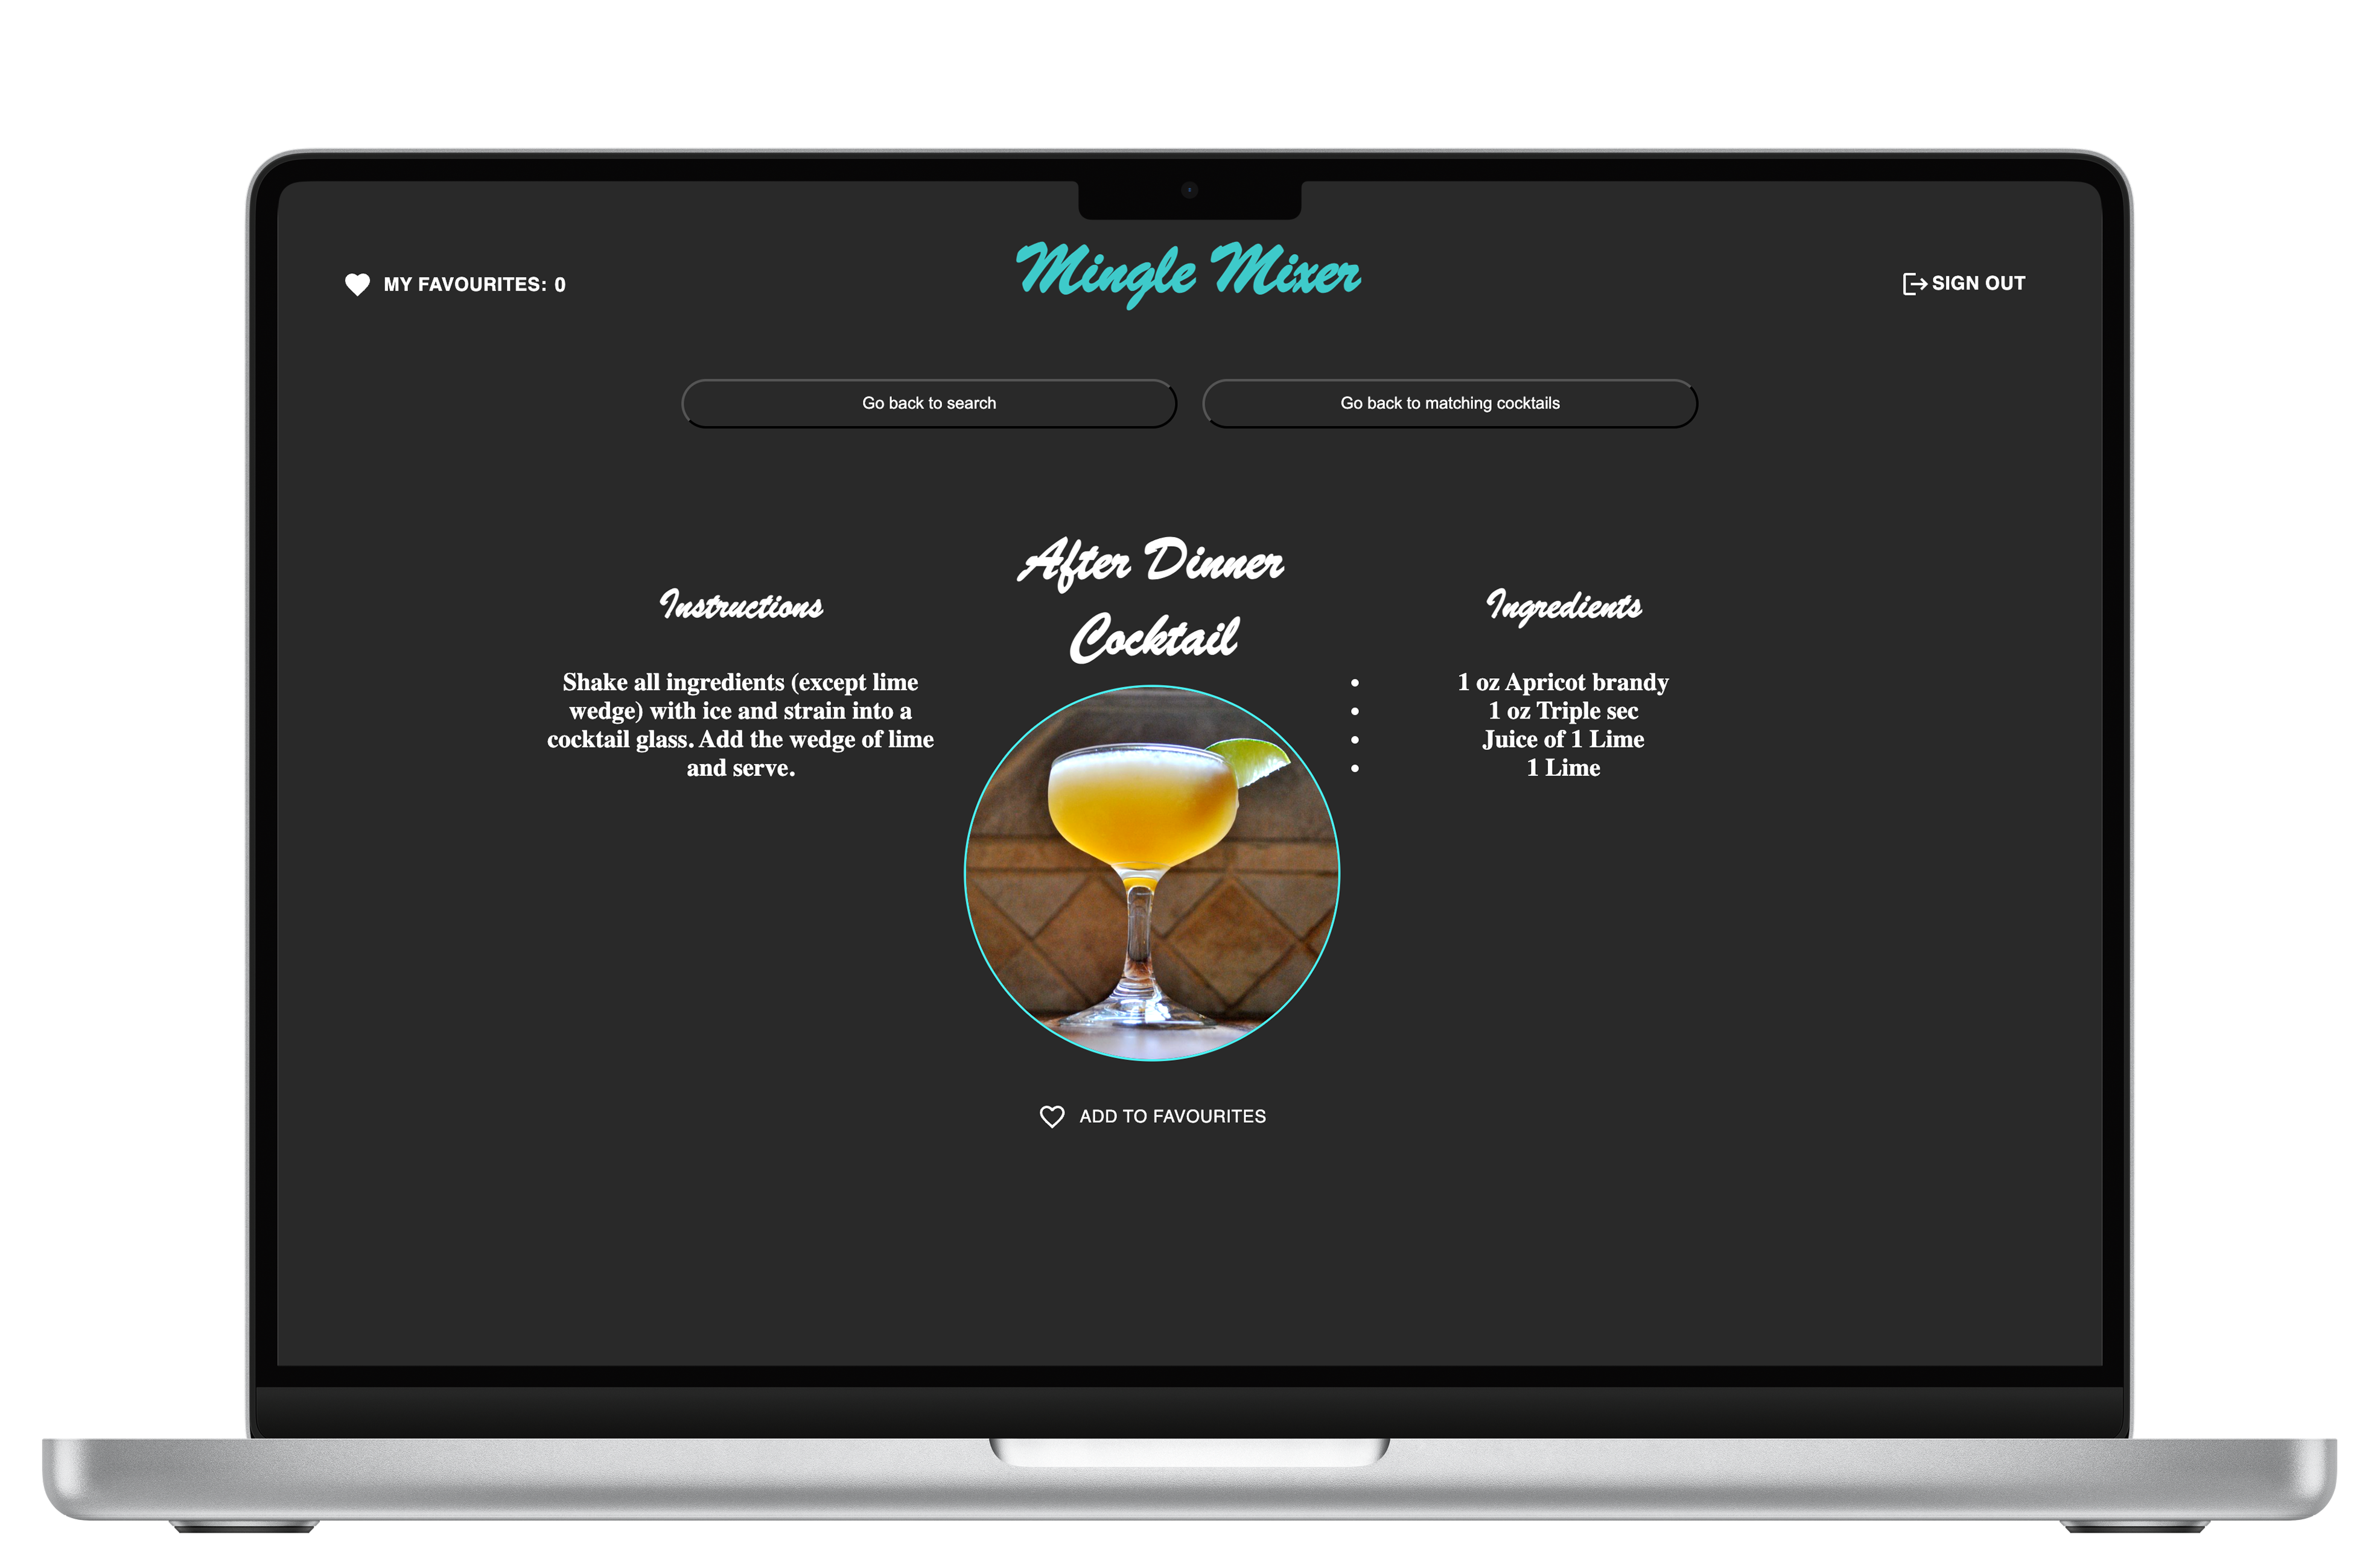 MY FAVOURITES: 0
Mingle Mixer
SIGN OUT
Go back to search
Go back to matching cocktails
After Dinner
Cocktail
Instructions
Shake all ingredients (except lime
wedge) with ice and strain into a
cocktail glass. Add the wedge of lime
and serve.
Ingredients
1 oz Apricot brandy
1 oz Triple sec
Juice of 1 Lime
1 Lime
ADD TO FAVOURITES